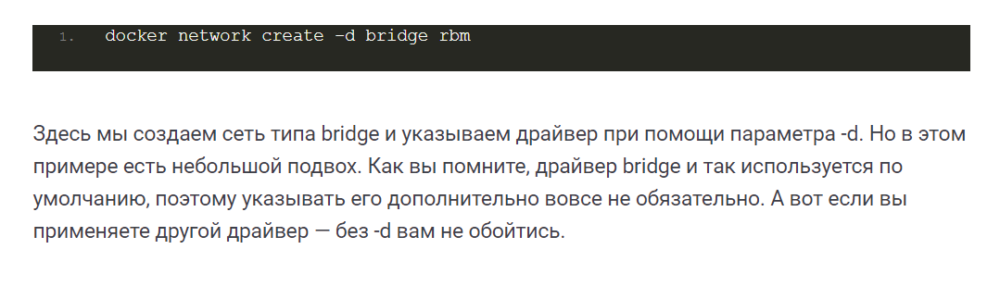 1. docker network create -d bridge rbm
Здесь мы создаем сеть типа bridge и указываем драйвер при помощи параметра -d. Но в этом
примере есть небольшой подвох. Как вы помните, драйвер bridge и так используется по
умолчанию, поэтому указывать его дополнительно вовсе не обязательно. А вот если вы
применяете другой драйвер — без -d вам не обойтись.